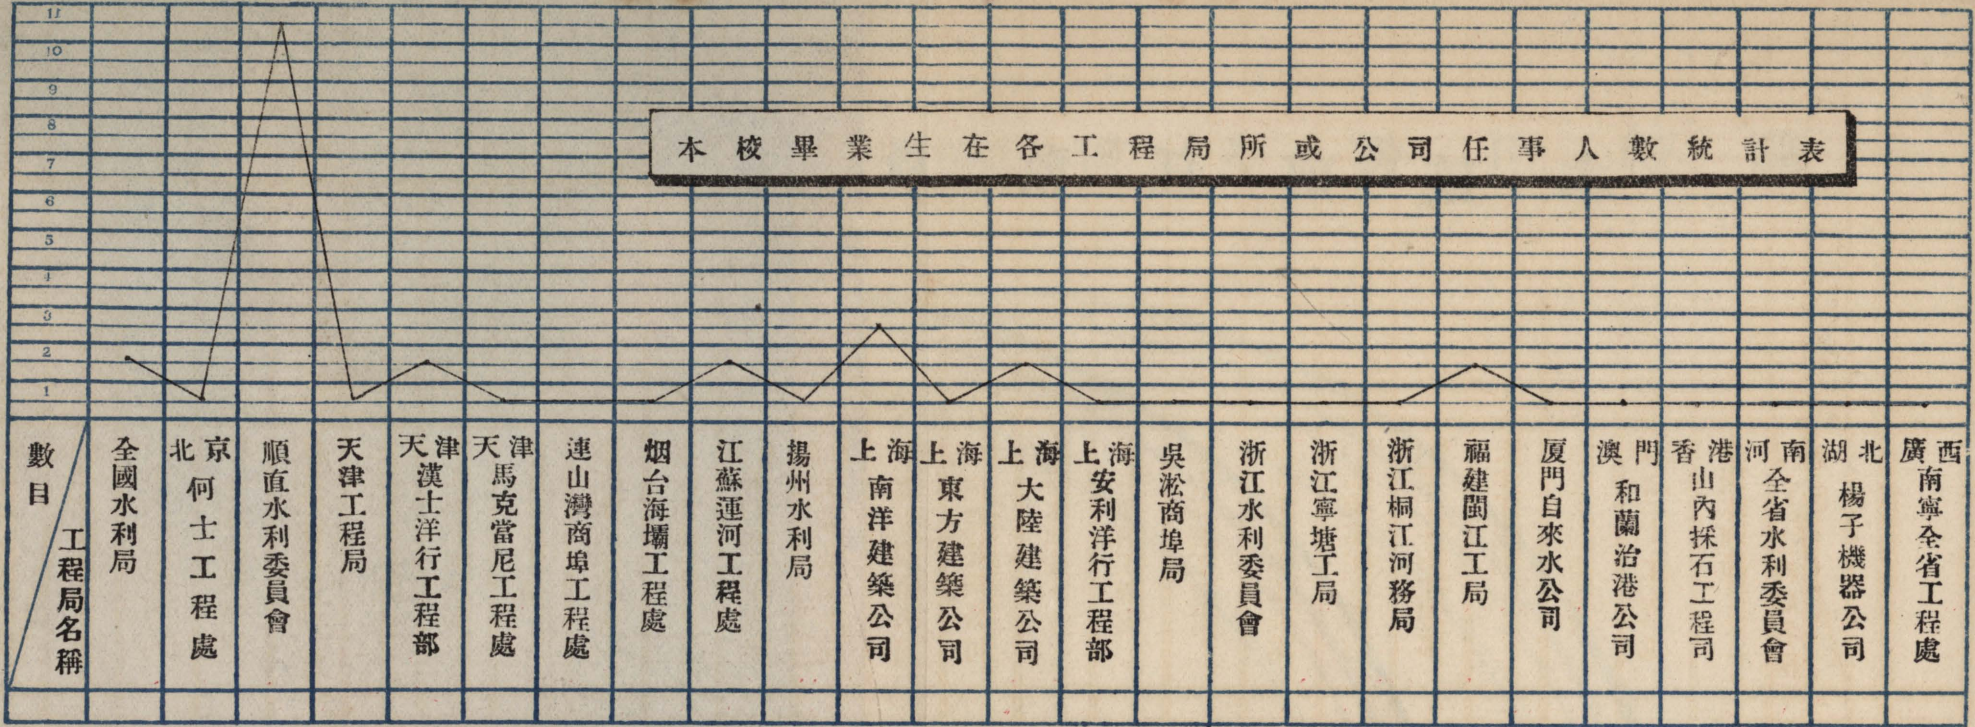 本校畢業生在各工程局所或公司任事人數統計表
11
10
9
8
7
6
5
4
3
2
1
數目
工程局名稱
全國水利局
北京何士工程處
順直水利委員會
天津工程局
天津漢士洋行工程部
天津馬克當尼工程處
連山灣商埠工程處
烟台海壩工程處
江蘇運河工程處
揚州水利局
上海南洋建築公司
上海東方建築公司
上海大陸建築公司
上海安利洋行工程部
吳淞商埠局
浙江水利委員會
浙江寧塘工局
浙江桐江河務局
福建閩江工局
厦門自來水公司
澳門和蘭治港公司
香港山內採石工程司
河南全省水利委員會
湖北楊子機器公司
廣西南寧全省工程處